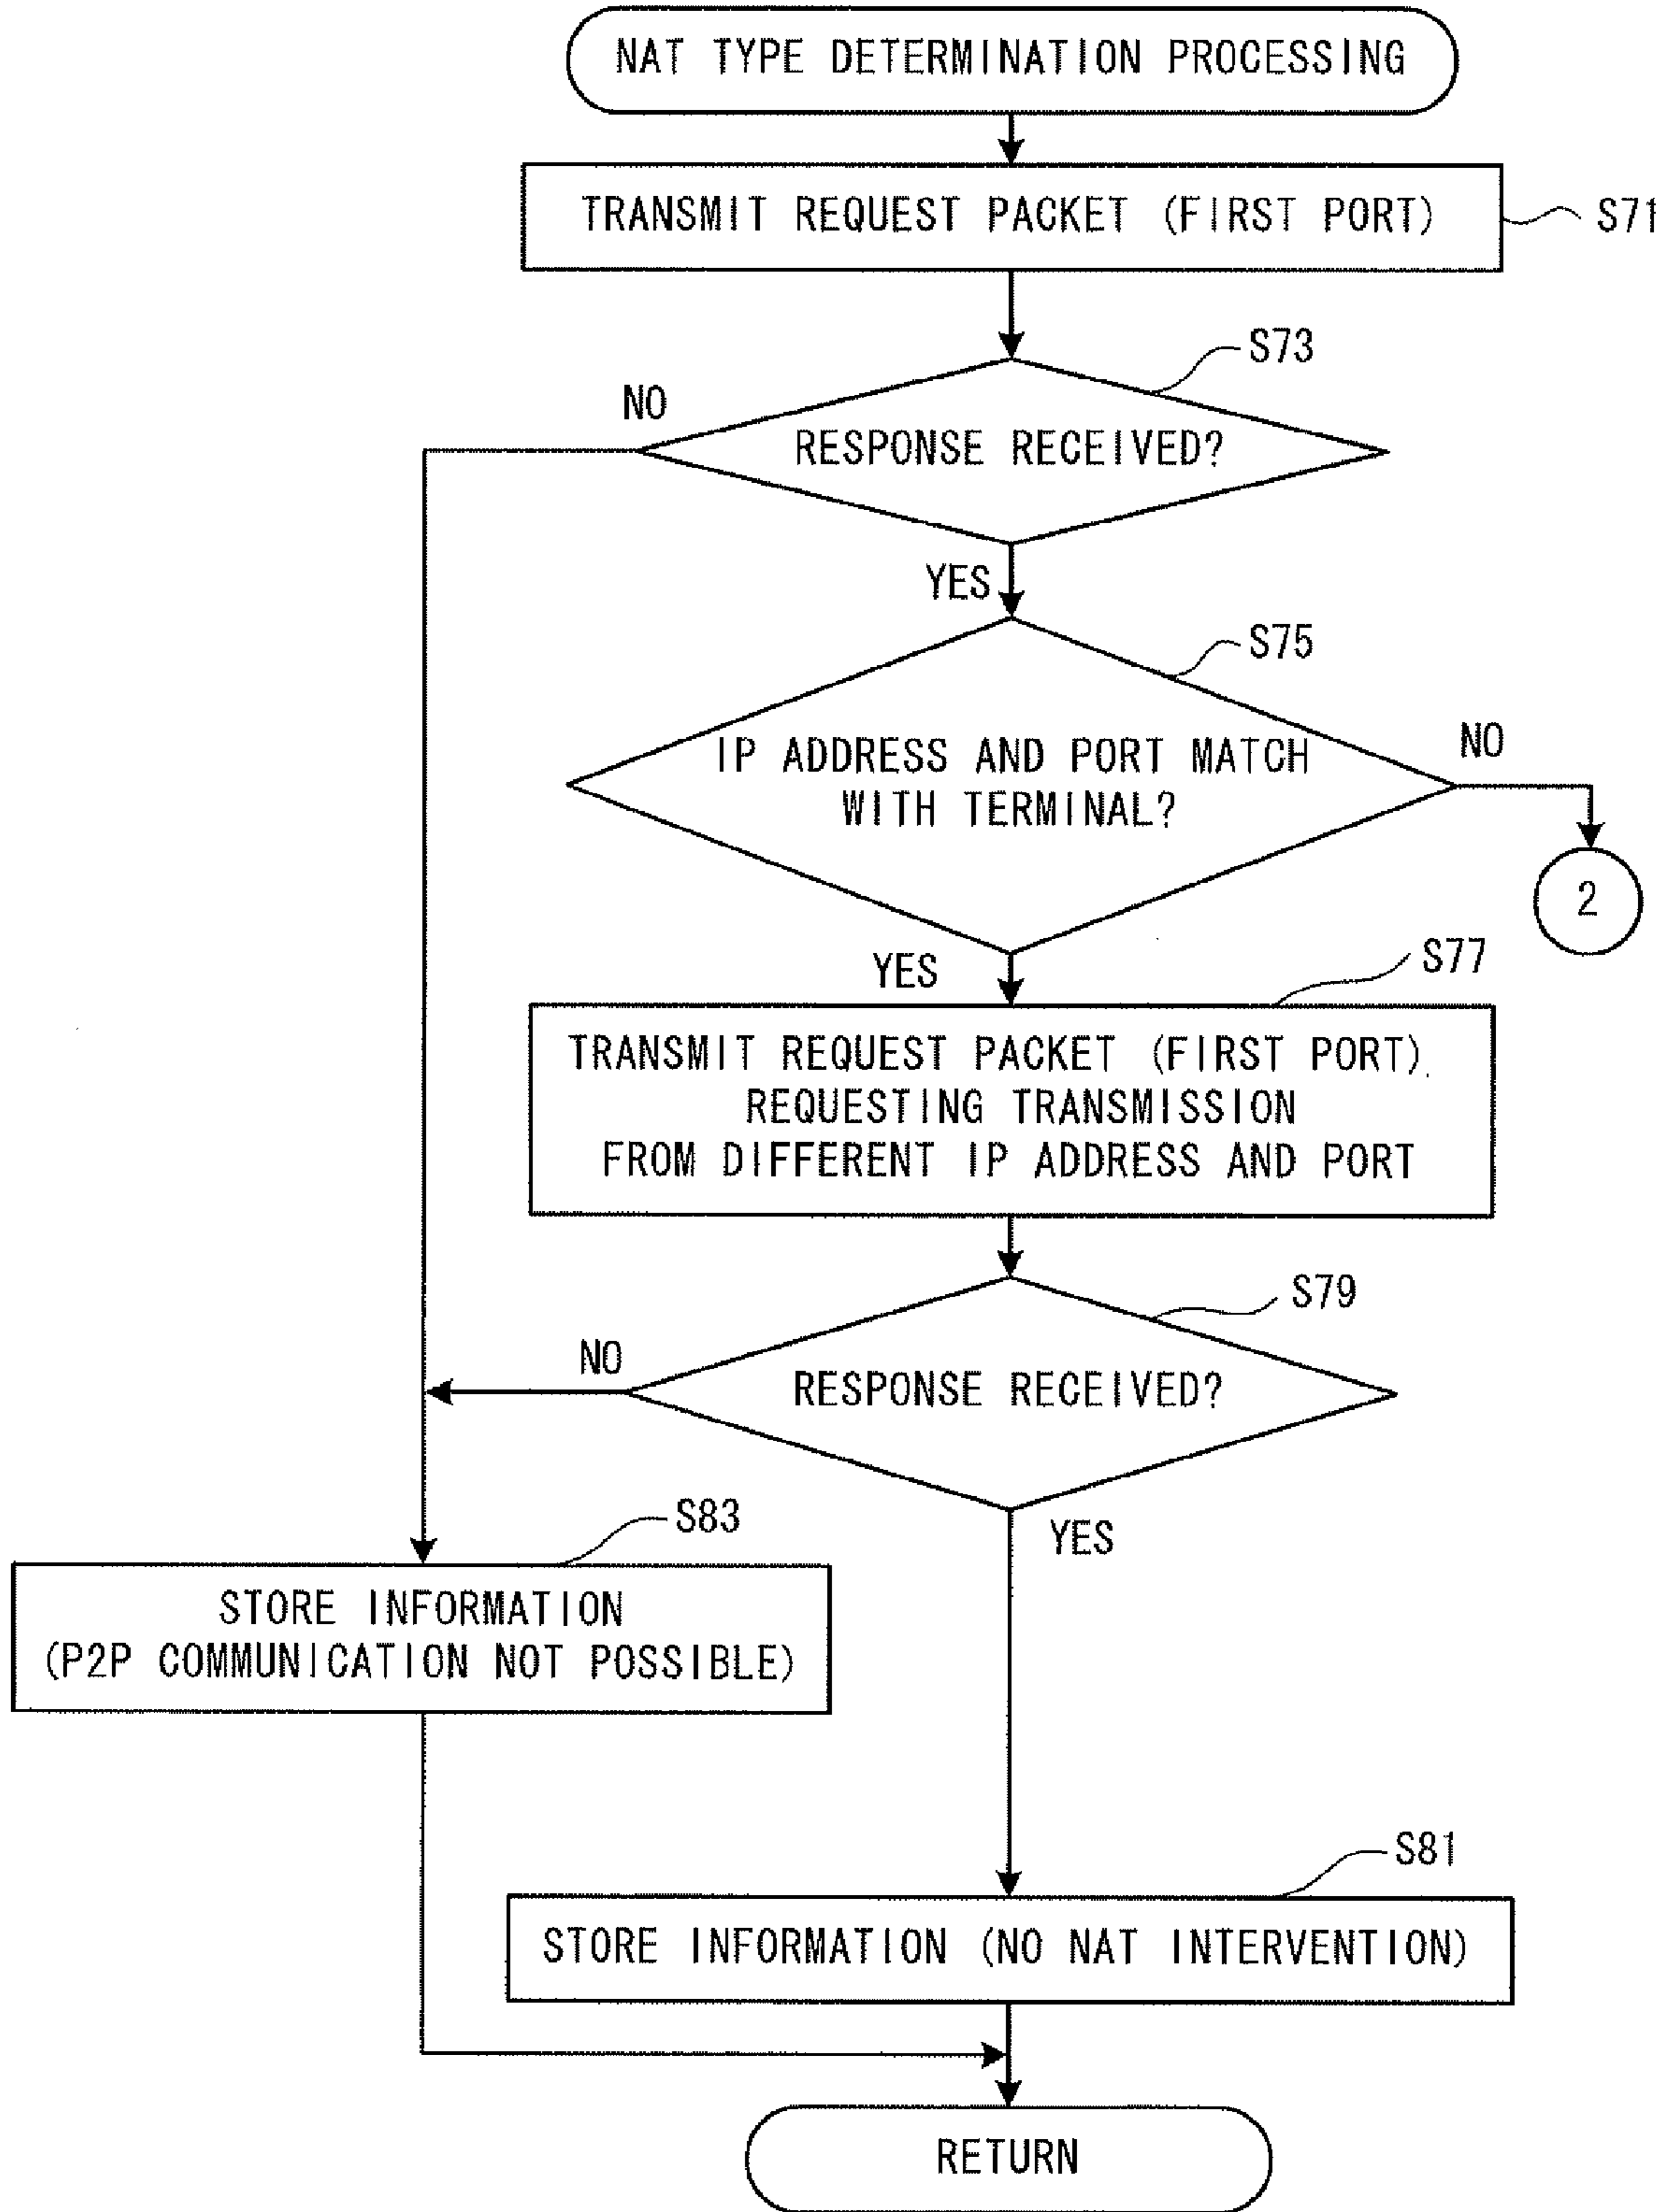 NAT TYPE DETERMINATION PROCESSING
TRANSMIT REQUEST PACKET (FIRST PORT)
S71
S73
NO
RESPONSE RECEIVED?
YES
S75
IP ADDRESS AND PORT MATCH
WITH TERMINAL?
NO
2
YES
S77
TRANSMIT REQUEST PACKET (FIRST PORT)
REQUESTING TRANSMISSION
FROM DIFFERENT IP ADDRESS AND PORT
S79
NO
RESPONSE RECEIVED?
YES
S83
STORE INFORMATION
(P2P COMMUNICATION NOT POSSIBLE)
S81
STORE INFORMATION (NO NAT INTERVENTION)
RETURN